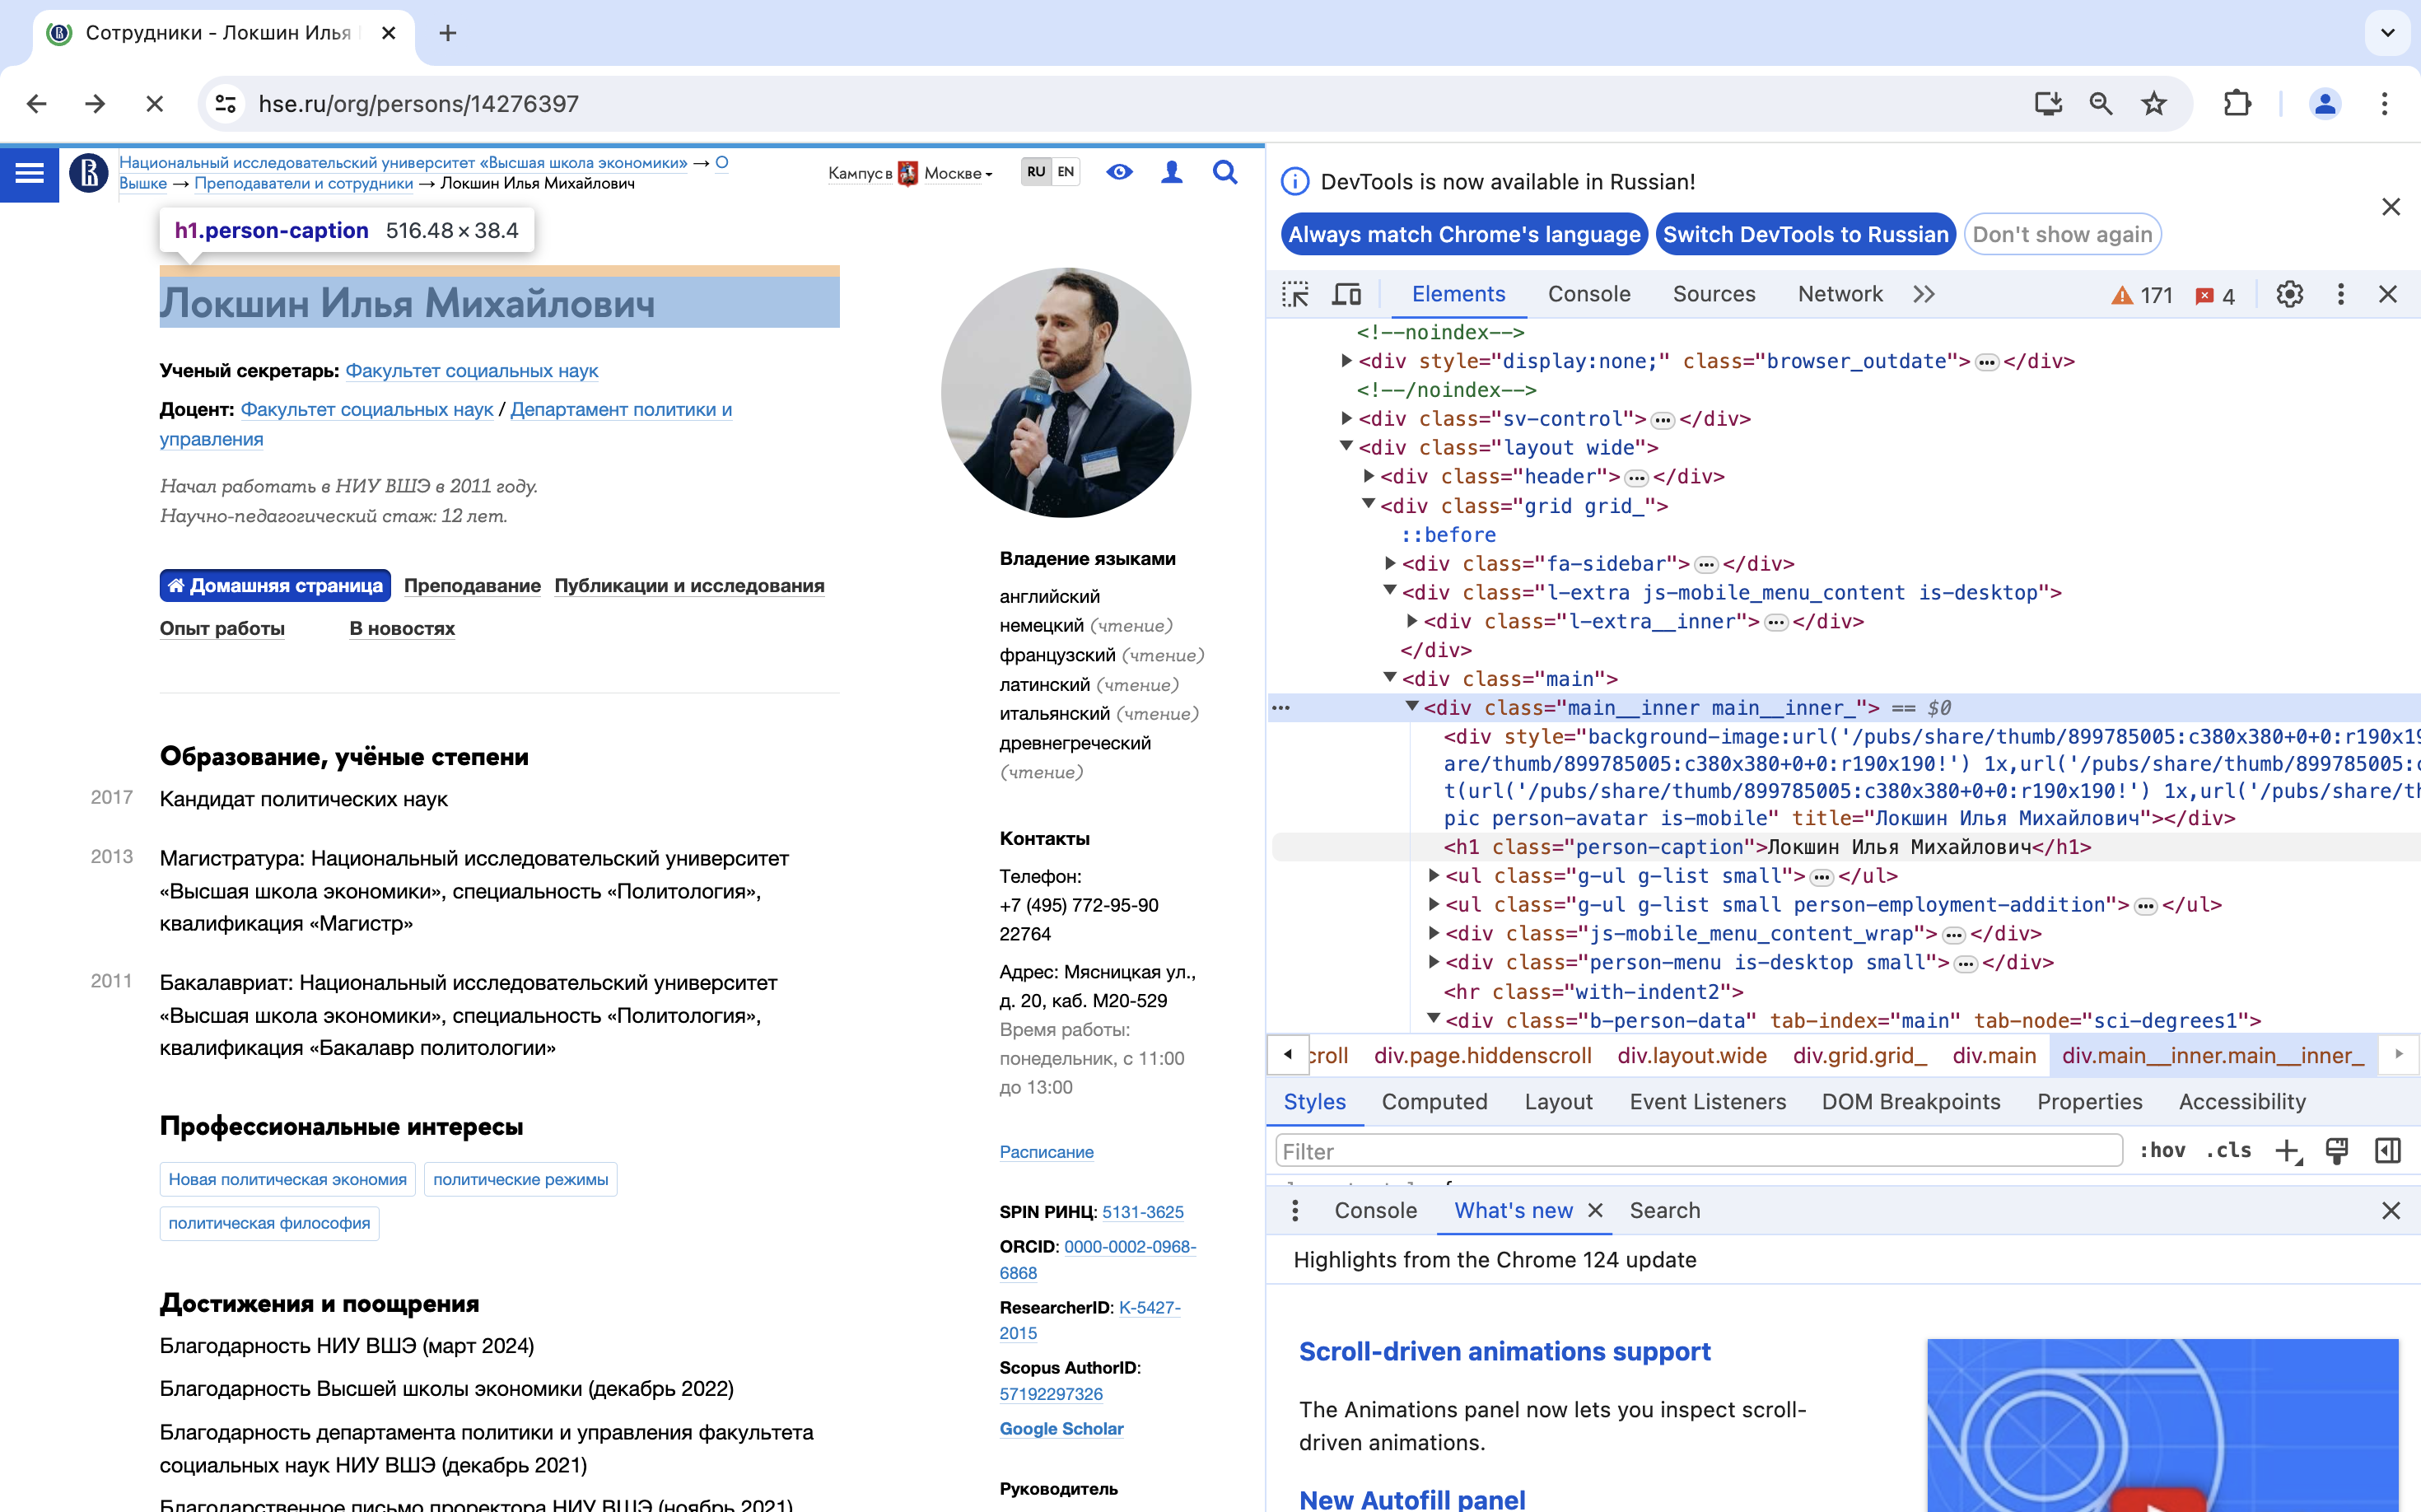 Сотрудники - Локшин Илья
hse.ru/org/persons/14276397
Национальный исследовательский университет «Высшая школа экономики» → О
Вышке → Преподаватели и сотрудники → Локшин Илья Михайлович
Кампус в Москве
RU EN
h1.person-caption 516.48 × 38.4
Локшин Илья Михайлович
Ученый секретарь: Факультет социальных наук
Доцент: Факультет социальных наук / Департамент политики и
управления
Начал работать в НИУ ВШЭ в 2011 году.
Научно-педагогический стаж: 12 лет.
Домашняя страница Преподавание Публикации и исследования
Опыт работы В новостях
Образование, учёные степени
2017 Кандидат политических наук
2013 Магистратура: Национальный исследовательский университет
«Высшая школа экономики», специальность «Политология»,
квалификация «Магистр»
2011 Бакалавриат: Национальный исследовательский университет
«Высшая школа экономики», специальность «Политология»,
квалификация «Бакалавр политологии»
Профессиональные интересы
Новая политическая экономия политические режимы
политическая философия
Достижения и поощрения
Благодарность НИУ ВШЭ (март 2024)
Благодарность Высшей школы экономики (декабрь 2022)
Благодарность департамента политики и управления факультета
социальных наук НИУ ВШЭ (декабрь 2021)
Благодарственное письмо проректора НИУ ВШЭ (ноябрь 2021)
Владение языками
английский
немецкий (чтение)
французский (чтение)
латинский (чтение)
итальянский (чтение)
древнегреческий
(чтение)
Контакты
Телефон:
+7 (495) 772-95-90
22764
Адрес: Мясницкая ул.,
д. 20, каб. M20-529
Время работы:
понедельник, с 11:00
до 13:00
Расписание
SPIN РИНЦ: 5131-3625
ORCID: 0000-0002-0968-
6868
ResearcherID: K-5427-
2015
Scopus AuthorID:
57192297326
Google Scholar
Руководитель
DevTools is now available in Russian!
Always match Chrome's language Switch DevTools to Russian Don't show again
Elements Console Sources Network 171 4
<!--noindex-->
<div style="display:none;" class="browser_outdate">…</div>
<!--/noindex-->
<div class="sv-control">…</div>
<div class="layout wide">
<div class="header">…</div>
<div class="grid grid_">
::before
<div class="fa-sidebar">…</div>
<div class="l-extra js-mobile_menu_content is-desktop">
<div class="l-extra__inner">…</div>
</div>
<div class="main">
<div class="main__inner main__inner_"> == $0
<div style="background-image:url('/pubs/share/thumb/899785005:c380x380+0+0:r190x19
are/thumb/899785005:c380x380+0+0:r190x190!') 1x,url('/pubs/share/thumb/899785005:c
t(url('/pubs/share/thumb/899785005:c380x380+0+0:r190x190!') 1x,url('/pubs/share/th
pic person-avatar is-mobile" title="Локшин Илья Михайлович"></div>
<h1 class="person-caption">Локшин Илья Михайлович</h1>
<ul class="g-ul g-list small">…</ul>
<ul class="g-ul g-list small person-employment-addition">…</ul>
<div class="js-mobile_menu_content_wrap">…</div>
<div class="person-menu is-desktop small">…</div>
<hr class="with-indent2">
<div class="b-person-data" tab-index="main" tab-node="sci-degrees1">
croll div.page.hiddenscroll div.layout.wide div.grid.grid_ div.main div.main__inner.main__inner_
Styles Computed Layout Event Listeners DOM Breakpoints Properties Accessibility
Filter :hov .cls
Console What's new Search
Highlights from the Chrome 124 update
Scroll-driven animations support
The Animations panel now lets you inspect scroll-
driven animations.
New Autofill panel